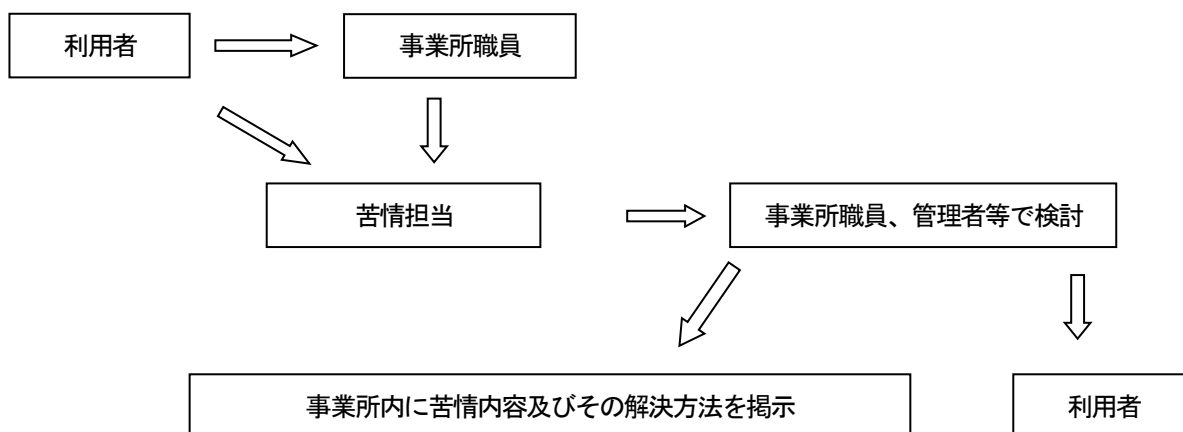 利用者
事業所職員
苦情担当
事業所職員、管理者等で検討
事業所内に苦情内容及びその解決方法を掲示
利用者